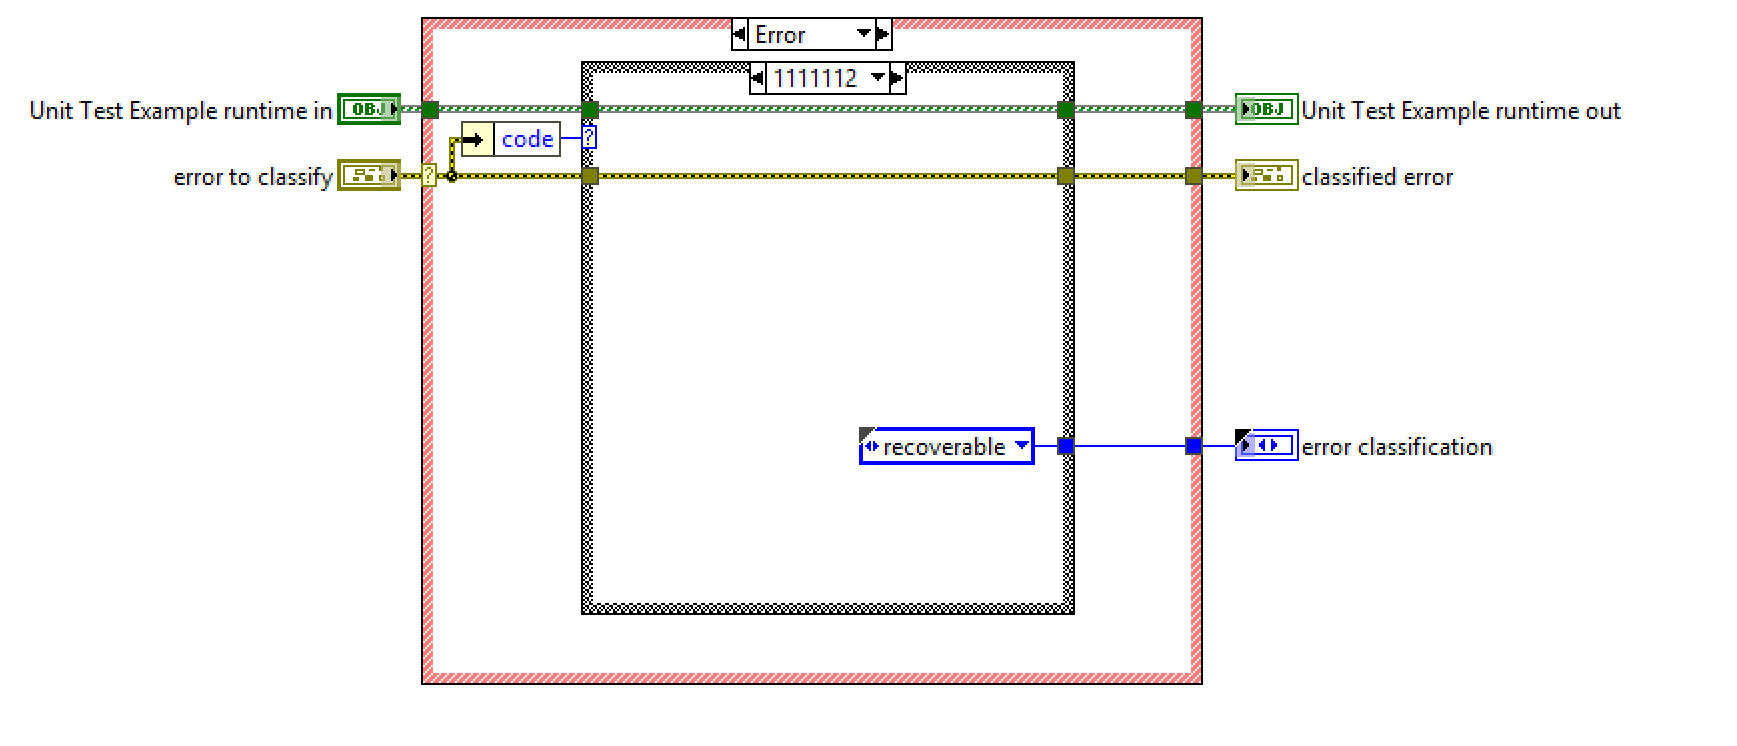 Error
1111112
Unit Test Example runtime in
OBJ
OBJ
Unit Test Example runtime out
code
?
error to classify
?
classified error
recoverable
error classification